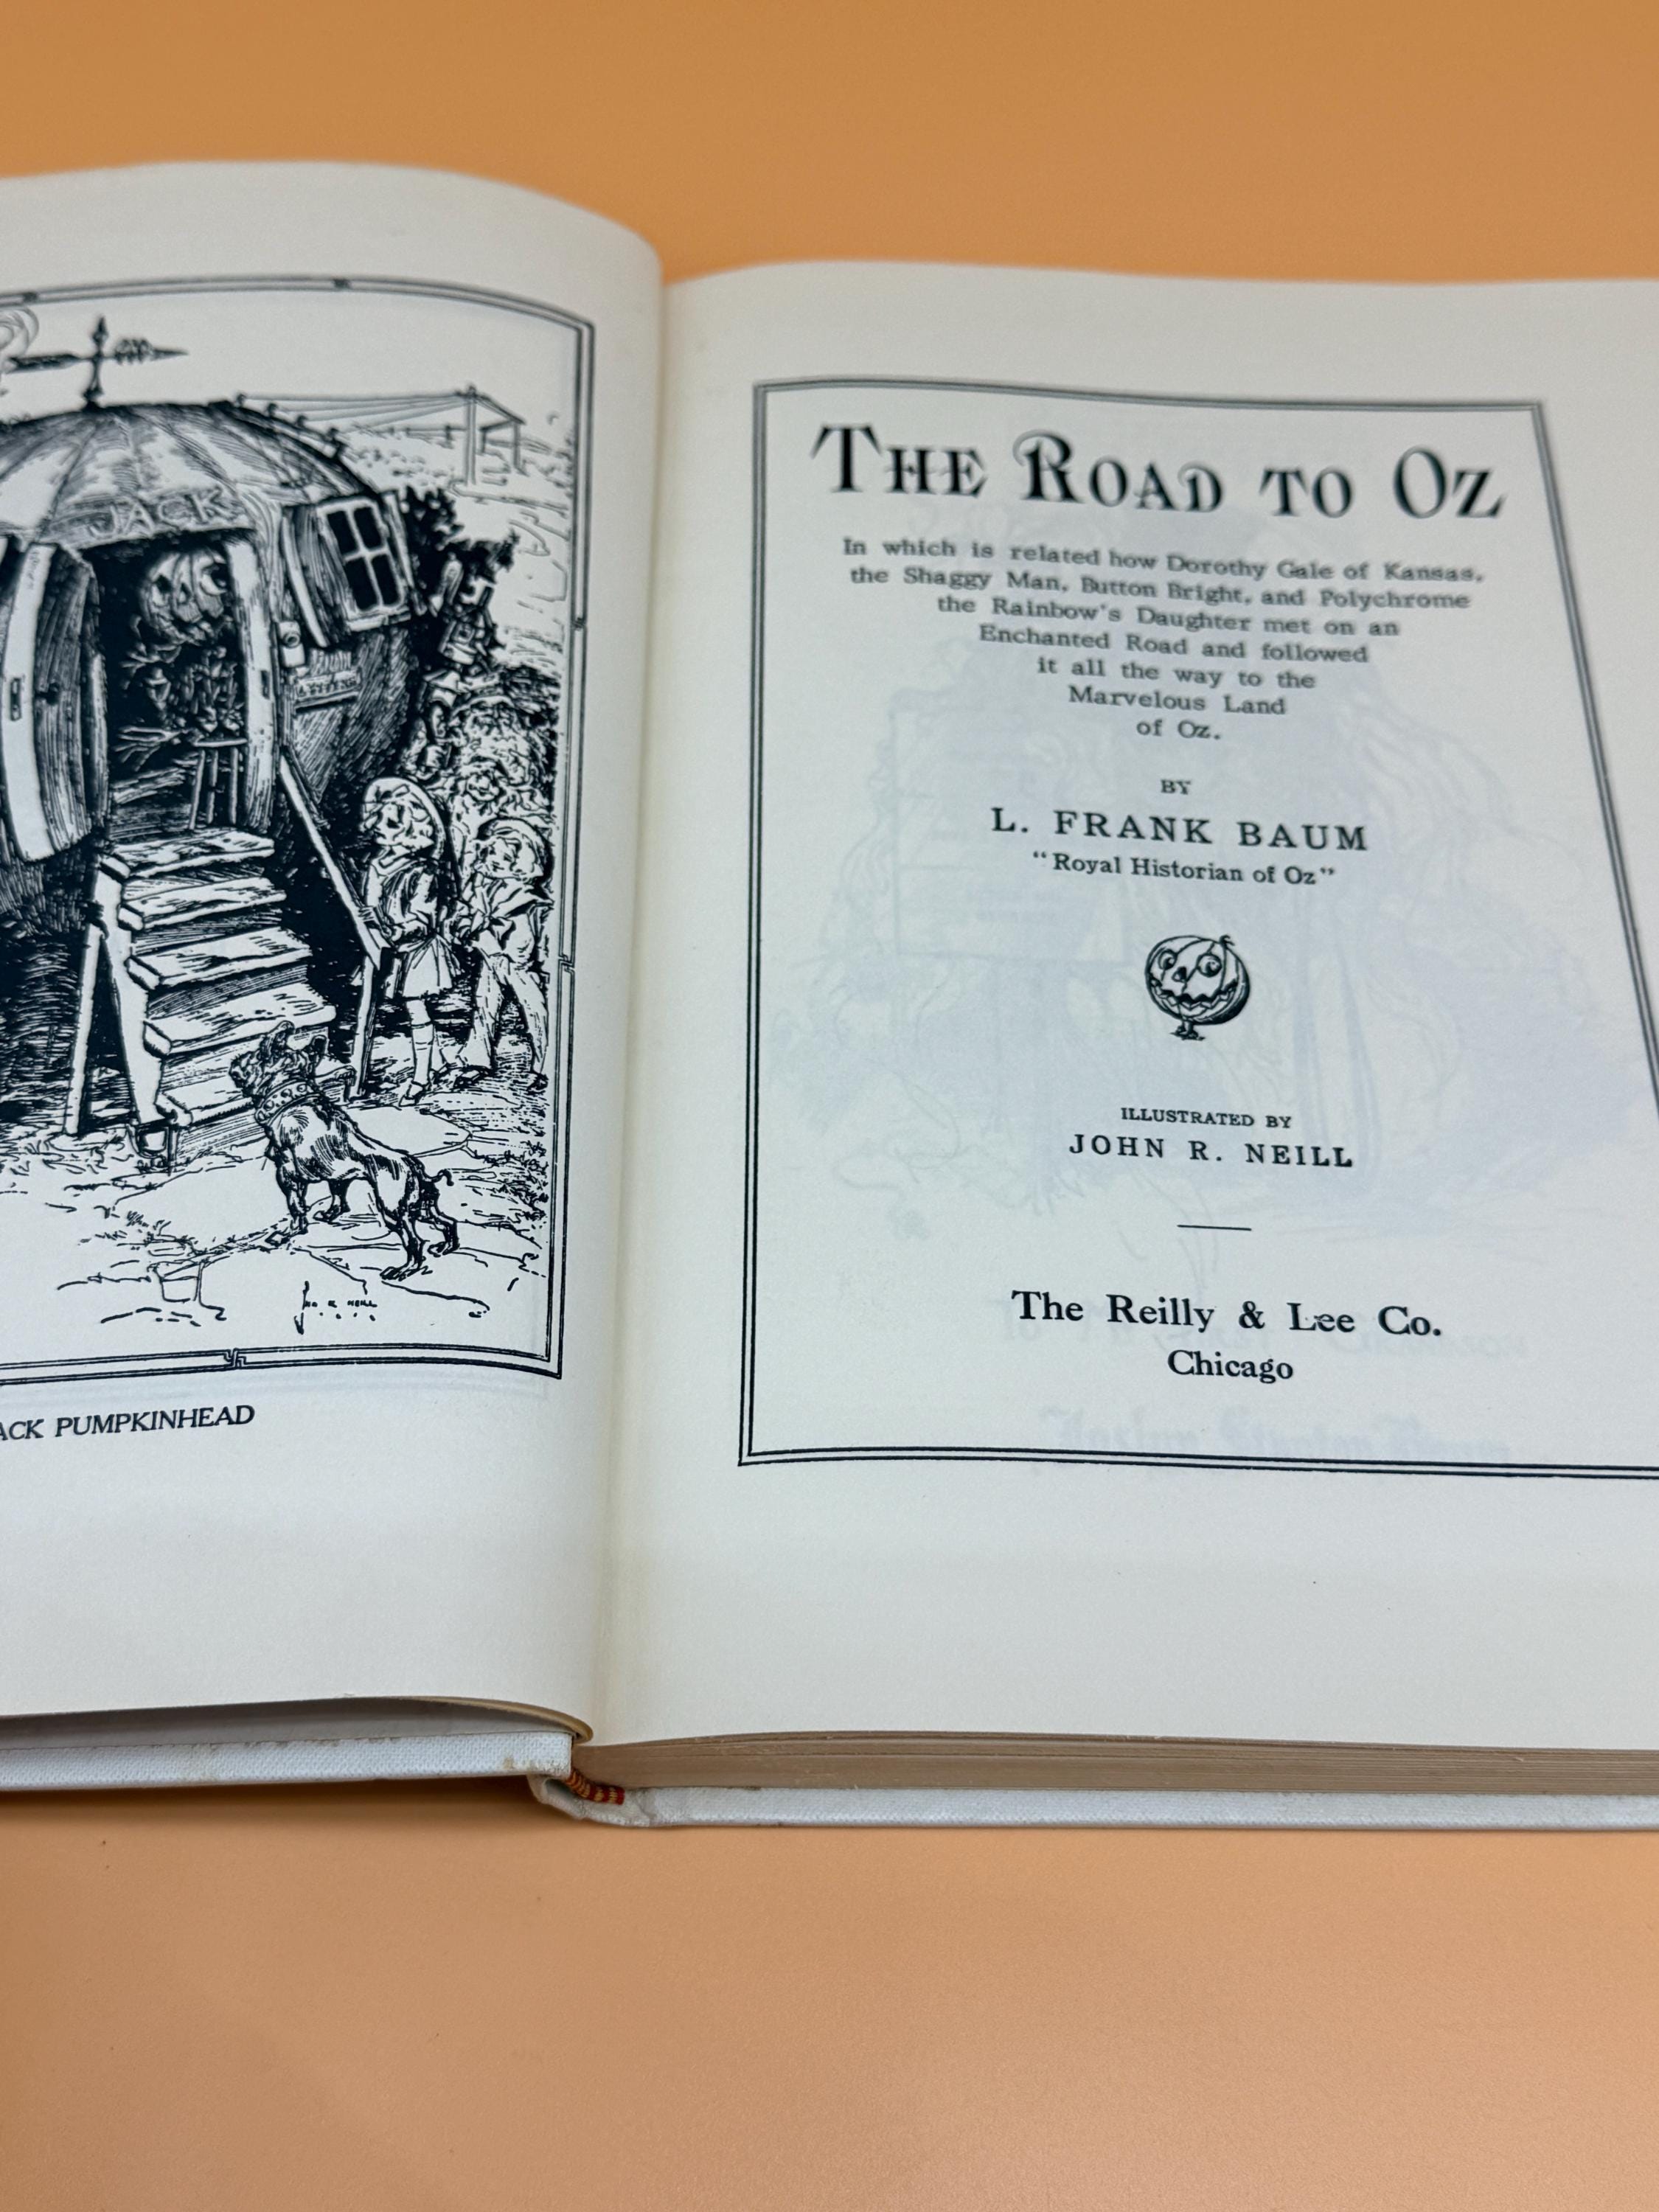 JACK
JNO R NEILL
ACK PUMPKINHEAD
THE ROAD TO OZ
In which is related how Dorothy Gale of Kansas,
the Shaggy Man, Button Bright, and Polychrome
the Rainbow's Daughter met on an
Enchanted Road and followed
it all the way to the
Marvelous Land
of Oz.
BY
L. FRANK BAUM
"Royal Historian of Oz"
ILLUSTRATED BY
JOHN R. NEILL
The Reilly & Lee Co.
Chicago